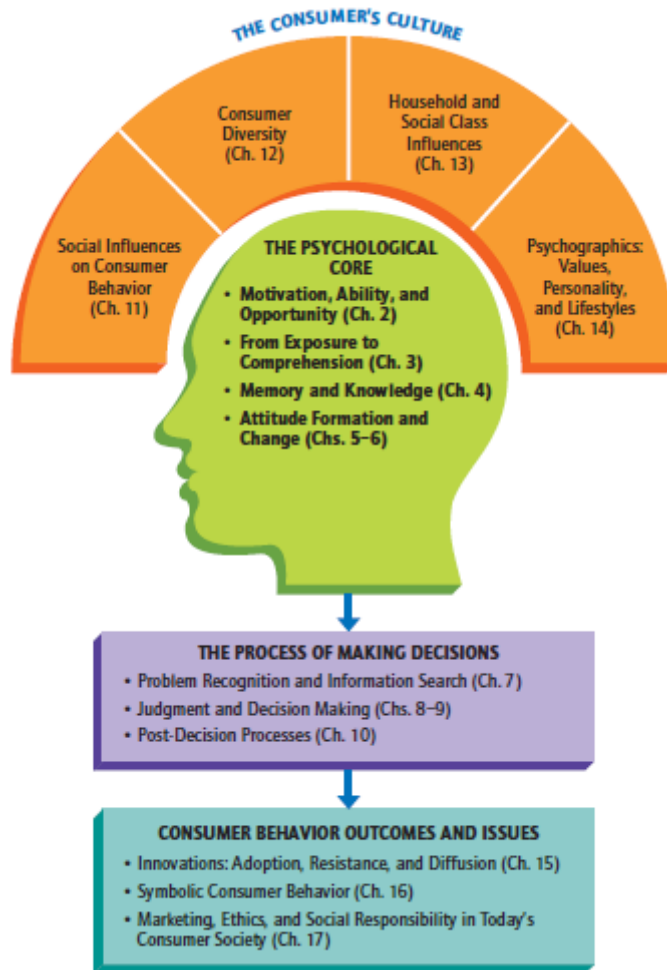 THE CONSUMER'S CULTURE
Social Influences
on Consumer
Behavior
(Ch. 11)
Consumer
Diversity
(Ch. 12)
Household and
Social Class
Influences
(Ch. 13)
Psychographics:
Values,
Personality,
and Lifestyles
(Ch. 14)
THE PSYCHOLOGICAL
CORE
• Motivation, Ability, and
Opportunity (Ch. 2)
• From Exposure to
Comprehension (Ch. 3)
• Memory and Knowledge (Ch. 4)
• Attitude Formation and
Change (Chs. 5–6)
THE PROCESS OF MAKING DECISIONS
• Problem Recognition and Information Search (Ch. 7)
• Judgment and Decision Making (Chs. 8–9)
• Post-Decision Processes (Ch. 10)
CONSUMER BEHAVIOR OUTCOMES AND ISSUES
• Innovations: Adoption, Resistance, and Diffusion (Ch. 15)
• Symbolic Consumer Behavior (Ch. 16)
• Marketing, Ethics, and Social Responsibility in Today's
Consumer Society (Ch. 17)